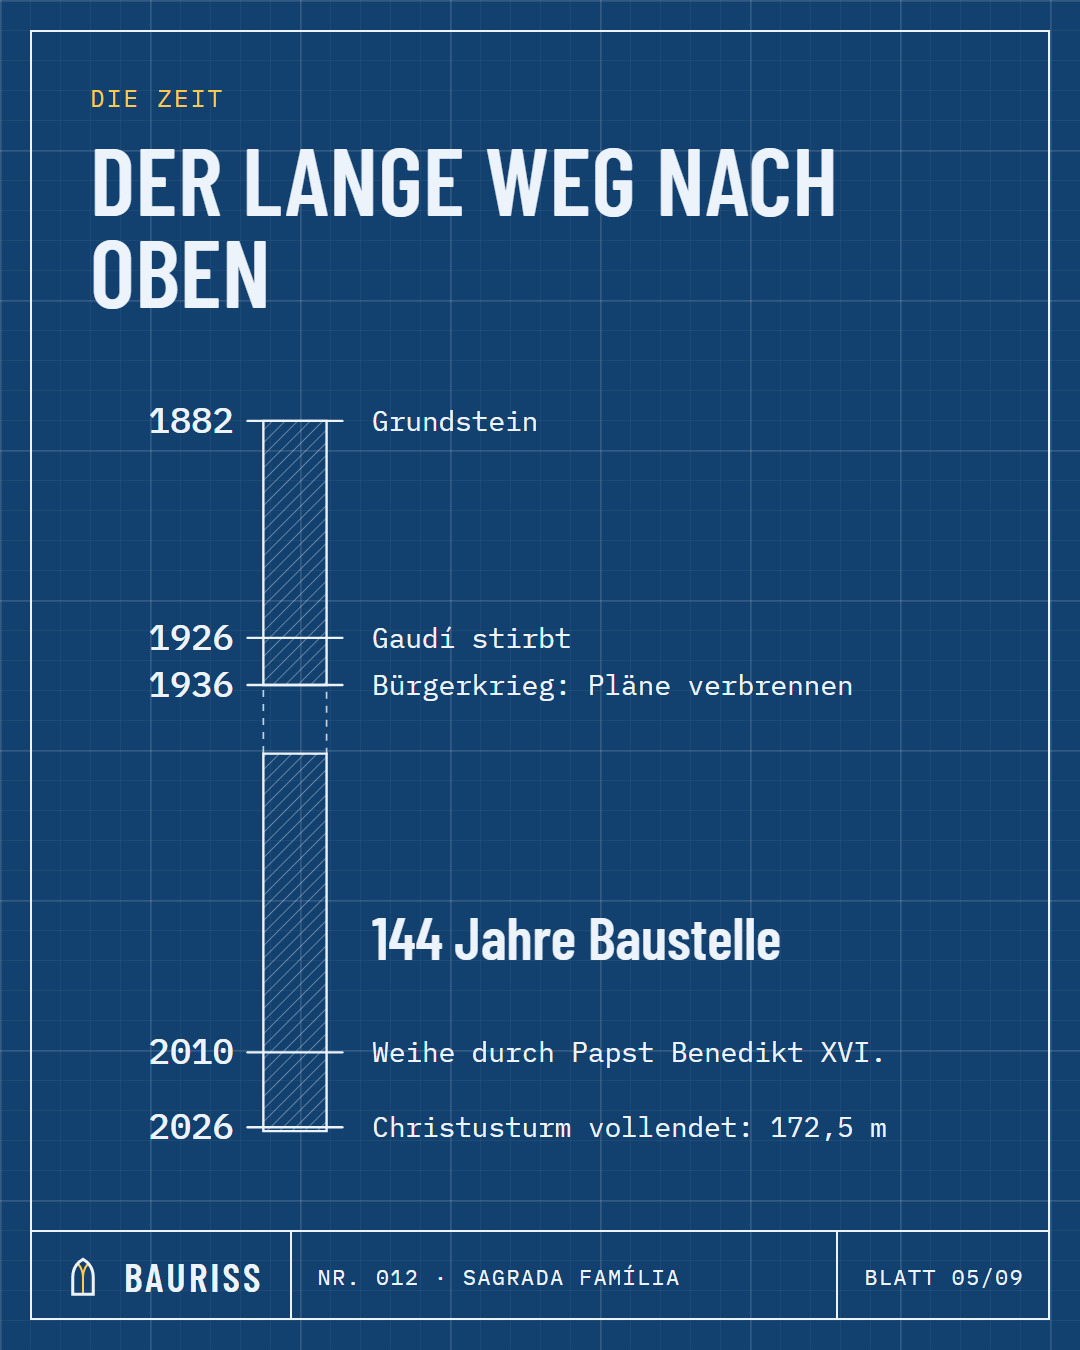 DIE ZEIT
DER LANGE WEG NACH
OBEN
1882 Grundstein
1926 Gaudí stirbt
1936 Bürgerkrieg: Pläne verbrennen
144 Jahre Baustelle
2010 Weihe durch Papst Benedikt XVI.
2026 Christusturm vollendet: 172,5 m
BAURISS NR. 012 · SAGRADA FAMÍLIA BLATT 05/09